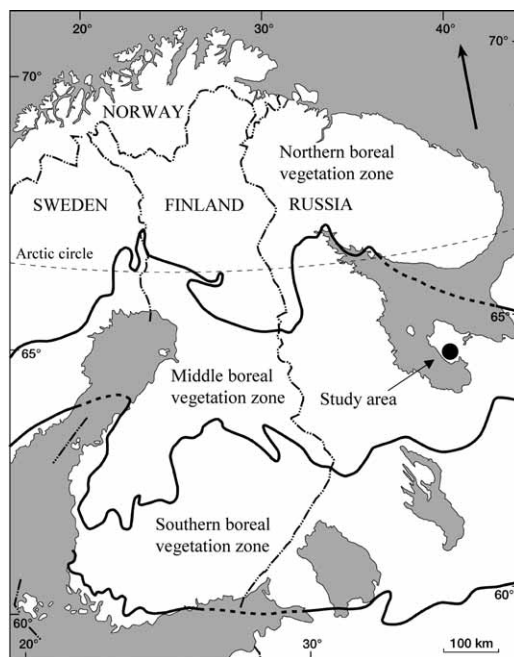 20°
30°
40°
70°
70°
NORWAY
Northern boreal
vegetation zone
SWEDEN
FINLAND
RUSSIA
Arctic circle
65°
65°
Middle boreal
vegetation zone
Study area
Southern boreal
vegetation zone
60°
60°
20°
30°
100 km